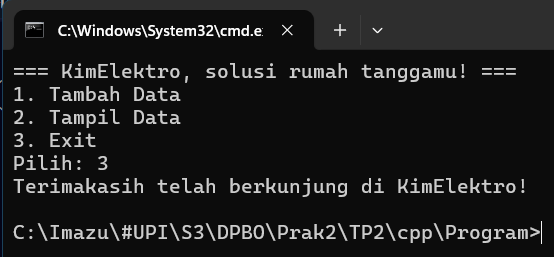 C:\Windows\System32\cmd.e
=== KimElektro, solusi rumah tanggamu! ===
1. Tambah Data
2. Tampil Data
3. Exit
Pilih: 3
Terimakasih telah berkunjung di KimElektro!
C:\Imazu\#UPI\S3\DPBO\Prak2\TP2\cpp\Program>